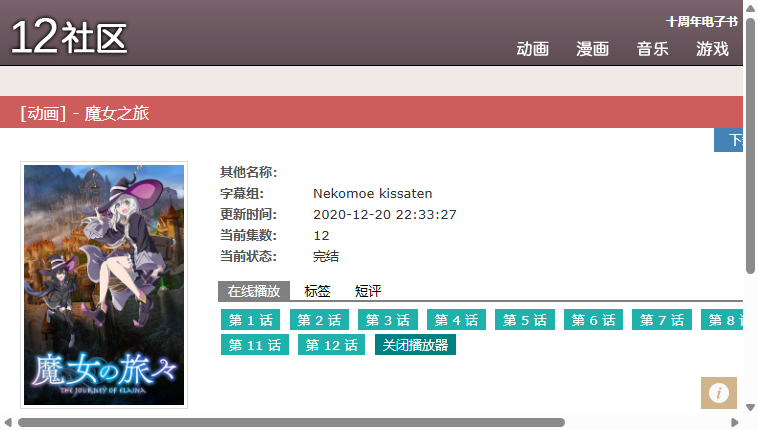 12社区
十周年电子书
动画 漫画 音乐 游戏
[动画] - 魔女之旅
其他名称:
字幕组: Nekomoe kissaten
更新时间: 2020-12-20 22:33:27
当前集数: 12
当前状态: 完结
在线播放 标签 短评
第 1 话 第 2 话 第 3 话 第 4 话 第 5 话 第 6 话 第 7 话 第 8
第 11 话 第 12 话 关闭播放器
魔女の旅々
THE JOURNEY OF ELAINA
下
i